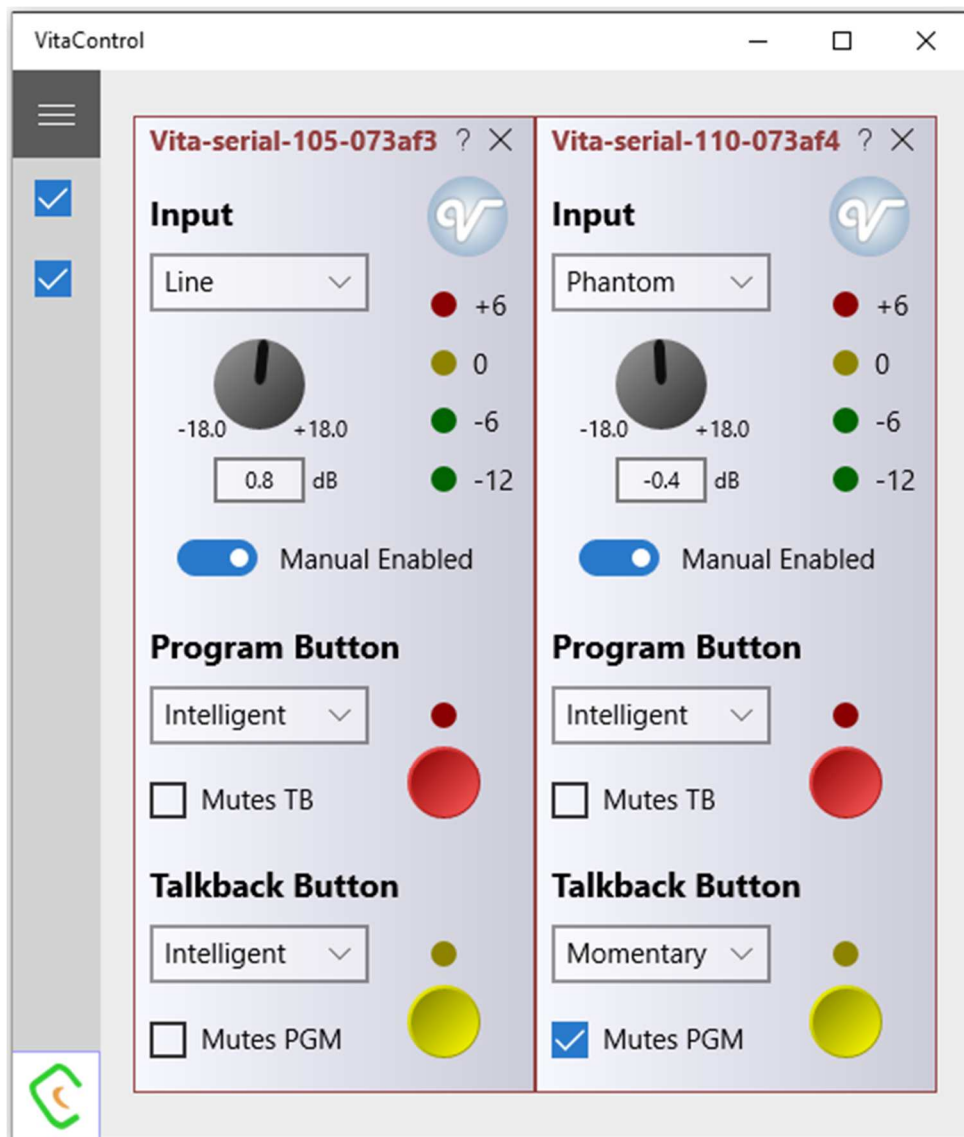 VitaControl
Vita-serial-105-073af3 ?
Input
Line
+6
0
-6
-12
-18.0 +18.0
0.8 dB
Manual Enabled
Program Button
Intelligent
Mutes TB
Talkback Button
Intelligent
Mutes PGM
Vita-serial-110-073af4 ?
Input
Phantom
+6
0
-6
-12
-18.0 +18.0
-0.4 dB
Manual Enabled
Program Button
Intelligent
Mutes TB
Talkback Button
Momentary
Mutes PGM